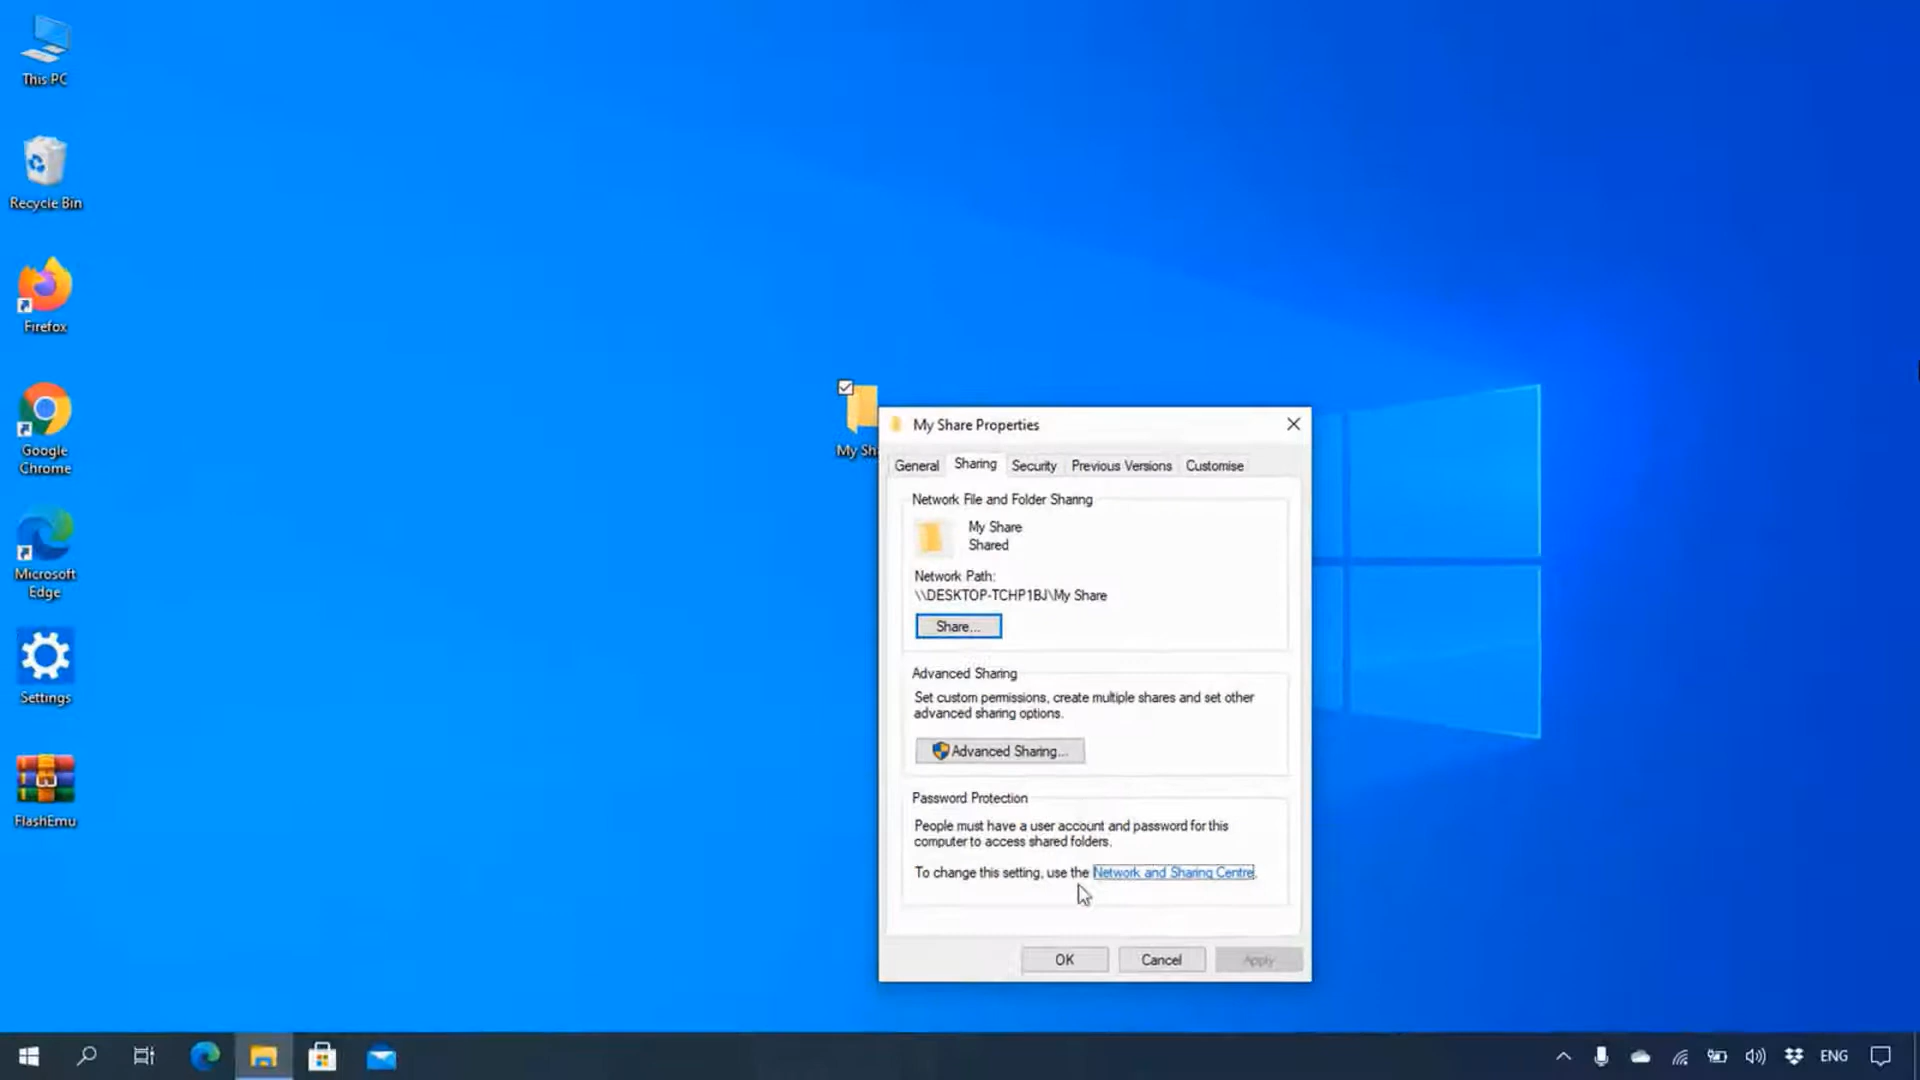 This PC
Recycle Bin
Firefox
Google
Chrome
Microsoft
Edge
Settings
FlashEmu
My Sh
My Share Properties
General
Sharing
Security
Previous Versions
Customise
Network File and Folder Sharing
My Share
Shared
Network Path:
\\DESKTOP-TCHP1BJ\My Share
Share...
Advanced Sharing
Set custom permissions, create multiple shares and set other
advanced sharing options.
Advanced Sharing...
Password Protection
People must have a user account and password for this
computer to access shared folders.
To change this setting, use the Network and Sharing Centre.
OK
Cancel
Apply
ENG